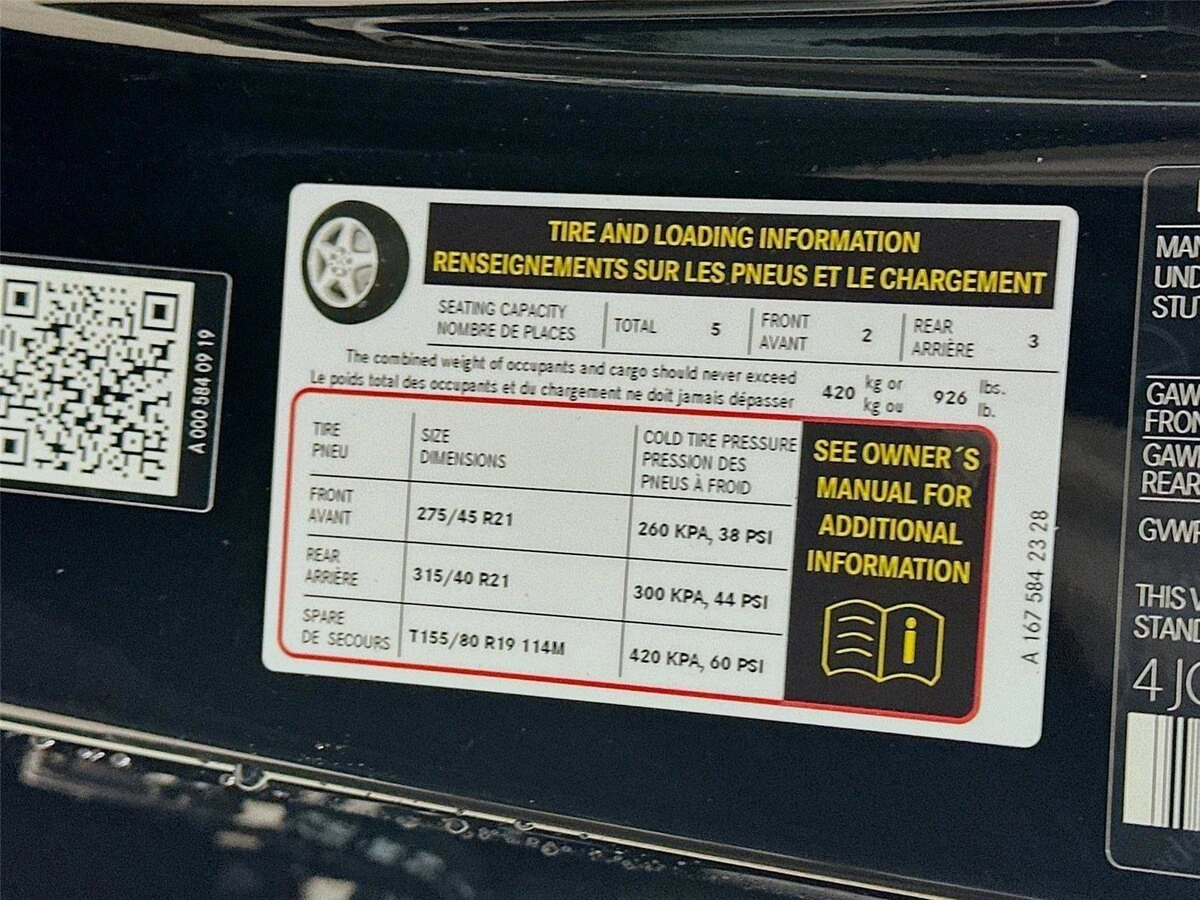 A 000 584 09 19
TIRE AND LOADING INFORMATION
RENSEIGNEMENTS SUR LES PNEUS ET LE CHARGEMENT
SEATING CAPACITY
NOMBRE DE PLACES
TOTAL 5
FRONT
AVANT
2
REAR
ARRIÈRE
3
The combined weight of occupants and cargo should never exceed
Le poids total des occupants et du chargement ne doit jamais dépasser
420 kg or 926 lbs.
kg ou lb.
TIRE
PNEU
SIZE
DIMENSIONS
COLD TIRE PRESSURE
PRESSION DES
PNEUS À FROID
FRONT
AVANT
275/45 R21
260 KPA, 38 PSI
REAR
ARRIÈRE
315/40 R21
300 KPA, 44 PSI
SPARE
DE SECOURS
T155/80 R19 114M
420 KPA, 60 PSI
SEE OWNER´S
MANUAL FOR
ADDITIONAL
INFORMATION
A 167 584 23 28
MAN
UND
STU
GAW
FRON
GAW
REAR
GVWR
THIS V
STAND
4JG